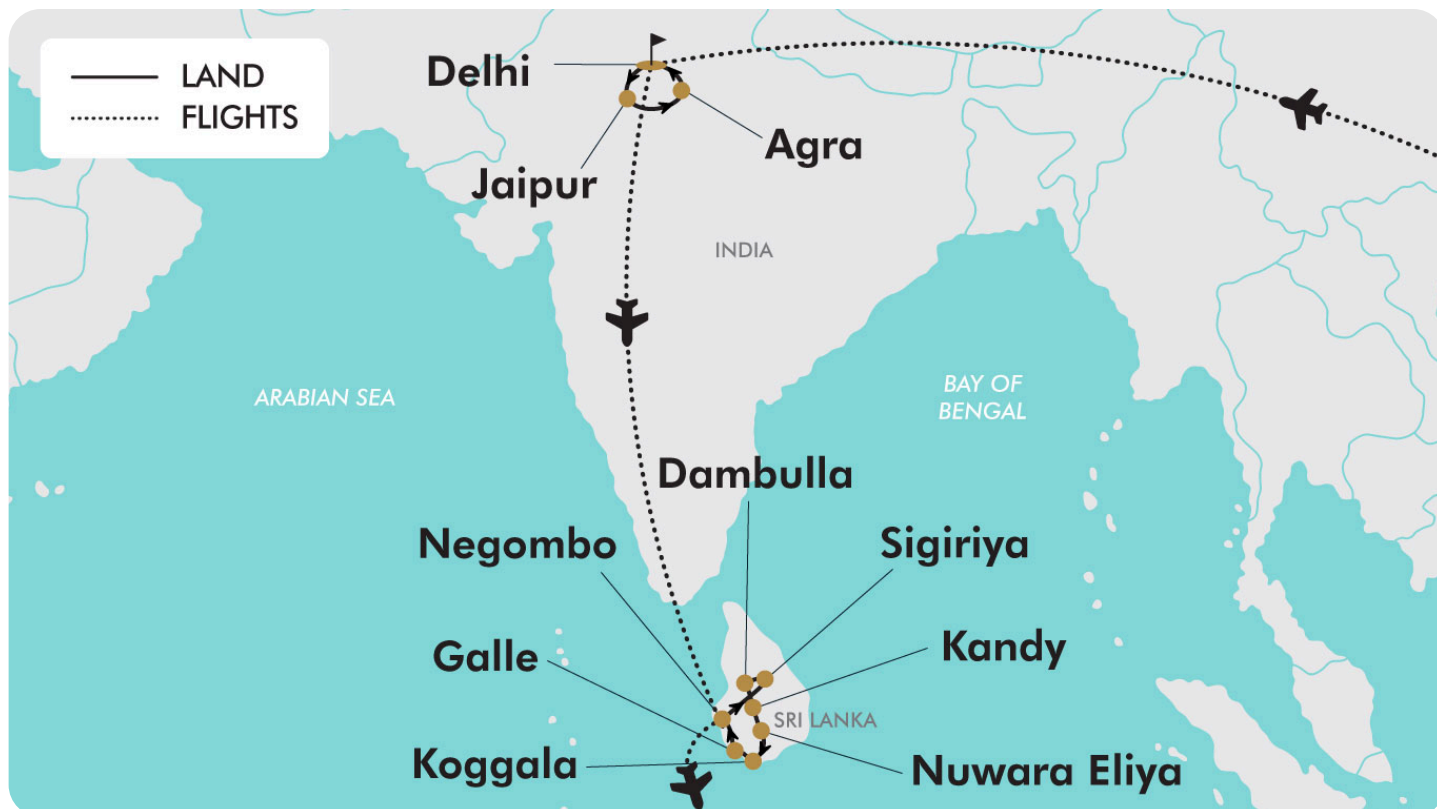 LAND
FLIGHTS
Delhi
Agra
Jaipur
INDIA
ARABIAN SEA
BAY OF
BENGAL
Dambulla
Negombo
Sigiriya
Galle
Kandy
SRI LANKA
Koggala
Nuwara Eliya